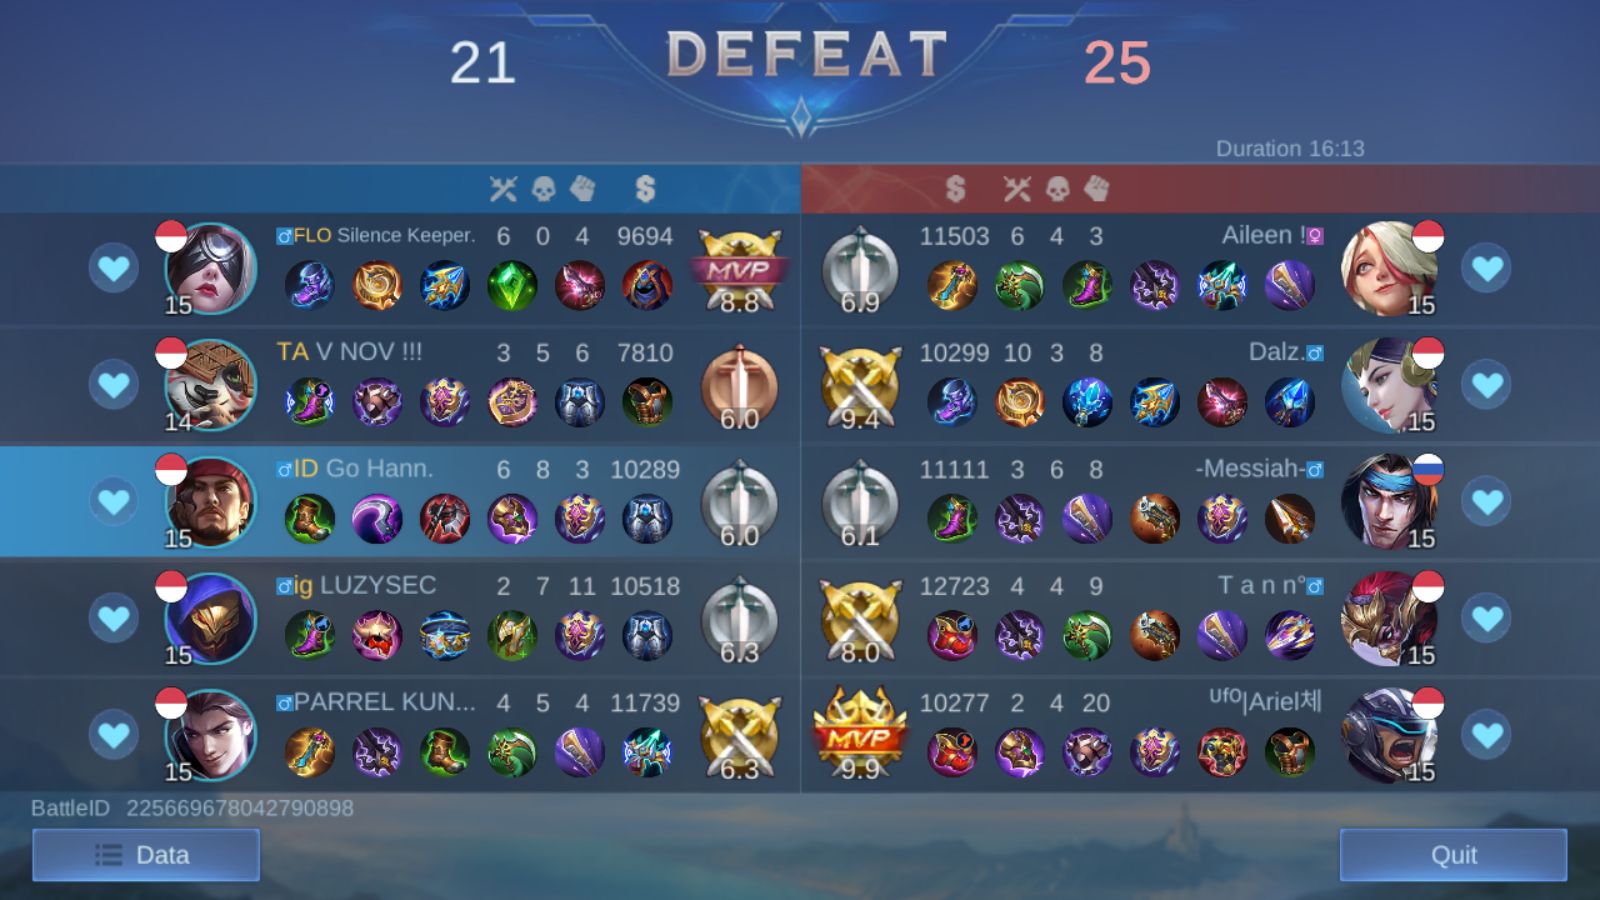 21 DEFEAT 25
Duration 16:13
FLO Silence Keeper. 6 0 4 9694
MVP
8.8
15
TA V NOV !!! 3 5 6 7810
6.0
14
ID Go Hann. 6 8 3 10289
6.0
15
ig LUZYSEC 2 7 11 10518
6.3
15
PARREL KUN... 4 5 4 11739
6.3
15
11503 6 4 3 Aileen !
6.9
15
10299 10 3 8 Dalz.
9.4
15
11111 3 6 8 -Messiah-
6.1
15
12723 4 4 9 T a n n°
8.0
15
10277 2 4 20 ᵁᶠᴼ|Ariel체
MVP
9.9
15
BattleID 225669678042790898
Data
Quit